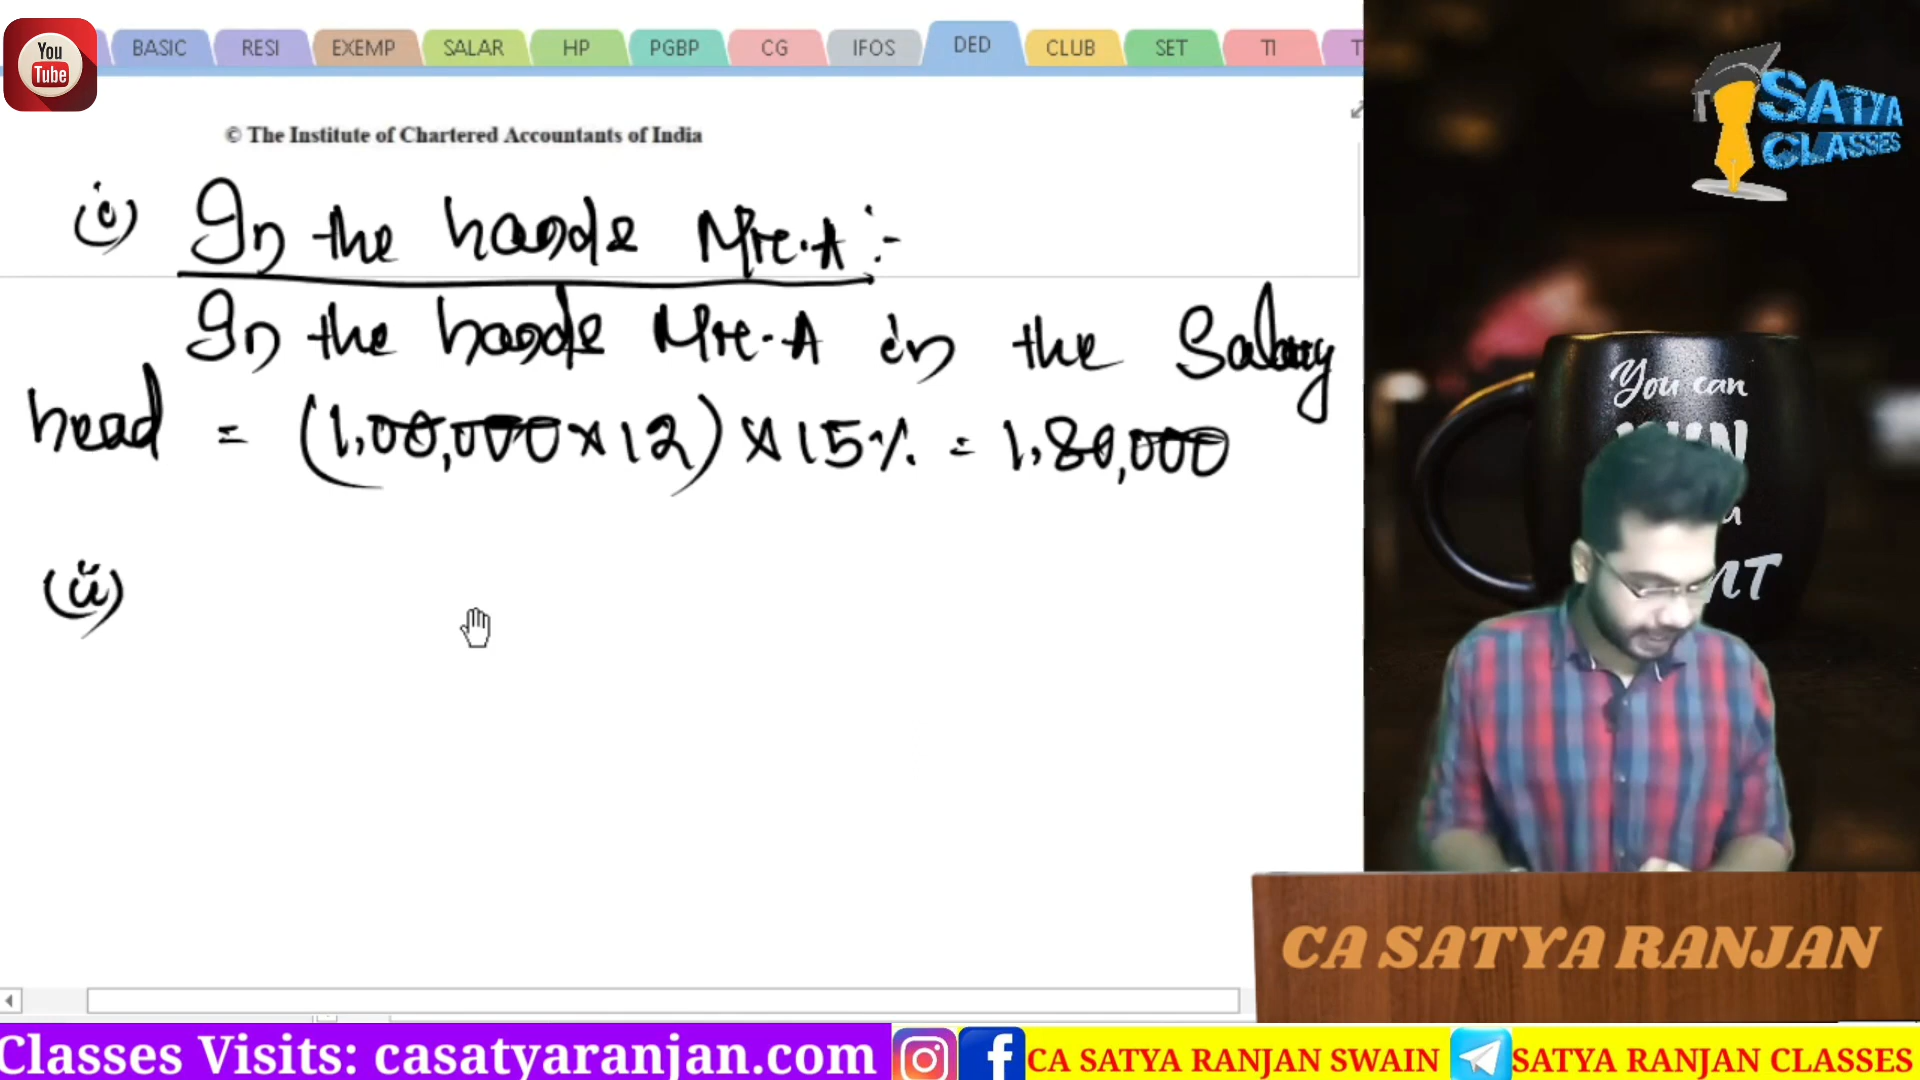 You
Tube
BASIC RESI EXEMP SALAR HP PGBP CG IFOS DED CLUB SET TI T
© The Institute of Chartered Accountants of India
(i) In the hands Mr. A :-
In the hands Mr. A in the Salary
head = (1,00,000 × 12) × 15% = 1,80,000
(ii)
SATYA
CLASSES
You can
CA SATYA RANJAN
Classes Visits: casatyaranjan.com
CA SATYA RANJAN SWAIN
SATYA RANJAN CLASSES